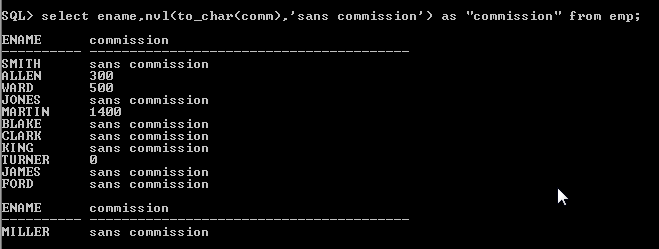 SQL> select ename,nvl(to_char(comm),'sans commission') as "commission" from emp;
ENAME      commission
---------- ----------------------------------------
SMITH      sans commission
ALLEN      300
WARD       500
JONES      sans commission
MARTIN     1400
BLAKE      sans commission
CLARK      sans commission
KING       sans commission
TURNER     0
JAMES      sans commission
FORD       sans commission
ENAME      commission
---------- ----------------------------------------
MILLER     sans commission